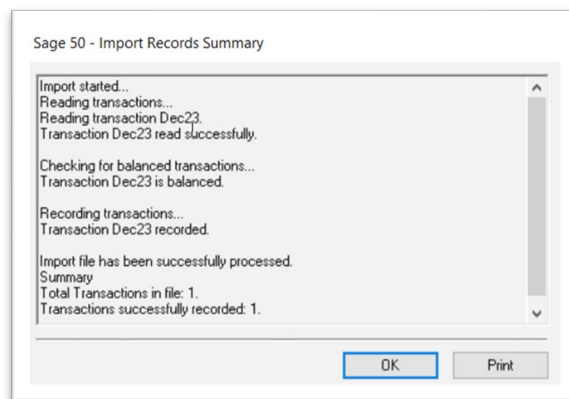 Sage 50 - Import Records Summary
Import started...
Reading transactions...
Reading transaction Dec23.
Transaction Dec23 read successfully.
Checking for balanced transactions...
Transaction Dec23 is balanced.
Recording transactions...
Transaction Dec23 recorded.
Import file has been successfully processed.
Summary
Total Transactions in file: 1.
Transactions successfully recorded: 1.
OK Print